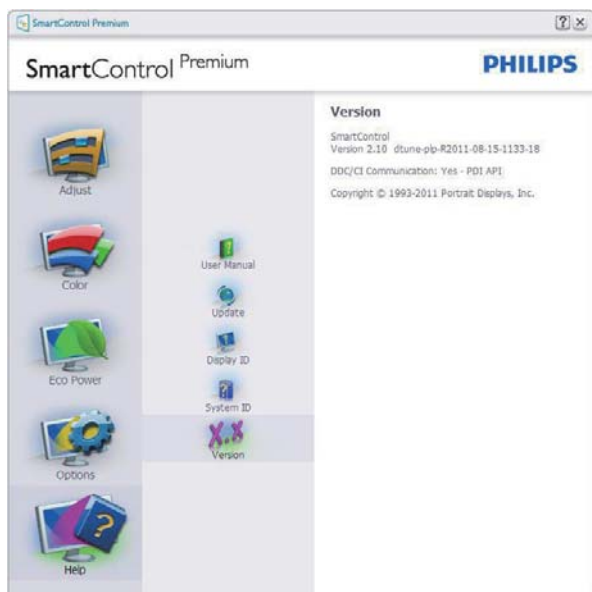 SmartControl Premium
SmartControl Premium
PHILIPS
Adjust
Color
Eco Power
Options
Help
User Manual
Update
Display ID
System ID
Version
Version
SmartControl
Version 2.10 dtune-plp-R2011-08-15-1133-18
DDC/CI Communication: Yes - PDI API
Copyright © 1993-2011 Portrait Displays, Inc.